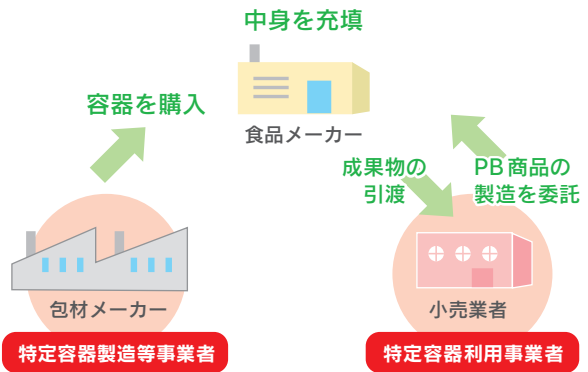 中身を充填
容器を購入
食品メーカー
成果物の
引渡
PB商品の
製造を委託
包材メーカー
小売業者
特定容器製造等事業者
特定容器利用事業者